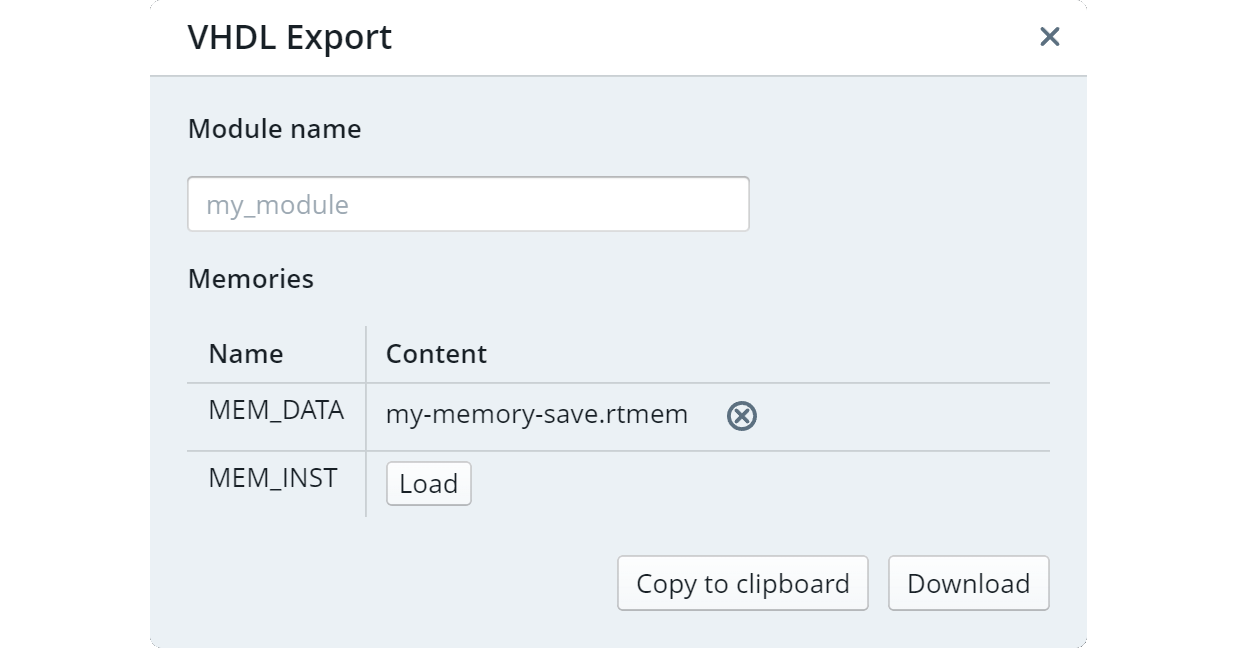 VHDL Export
Module name
my_module
Memories
Name Content
MEM_DATA my-memory-save.rtmem
MEM_INST Load
Copy to clipboard Download